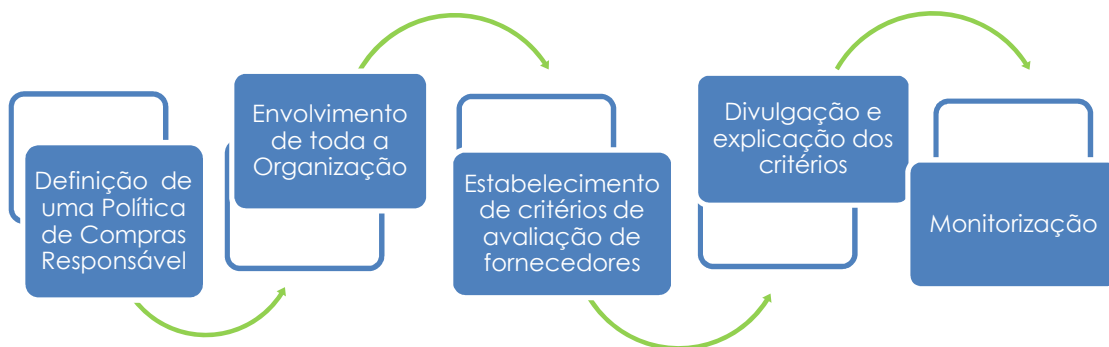 Definição de
uma Política
de Compras
Responsável
Envolvimento
de toda a
Organização
Estabelecimento
de critérios de
avaliação de
fornecedores
Divulgação e
explicação dos
critérios
Monitorização